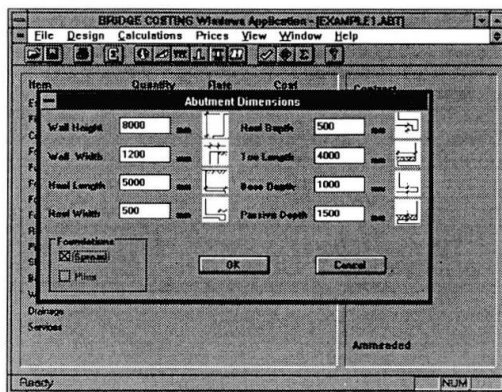 BRIDGE COSTING Windows Application - [EXAMPLE1.ABT]
File Design Calculations Prices View Window Help
Item Quantity Rate Cost
Contract
Abutment Dimensions
Wall Height 8000 mm Heel Depth 500 mm
Wall Width 1200 mm Toe Length 4000 mm
Heel Length 5000 mm Base Depth 1000 mm
Heel Width 500 mm Passive Depth 1500 mm
Foundations
Spread
Piles
OK Cancel
Drainage
Services
Ammended
Ready NUM